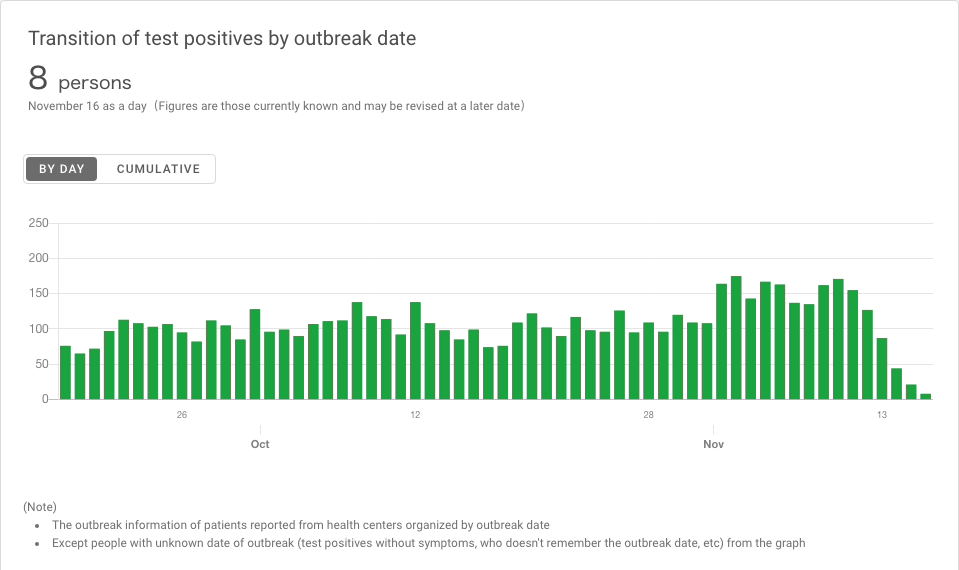 Transition of test positives by outbreak date
8 persons
November 16 as a day（Figures are those currently known and may be revised at a later date）
BY DAY CUMULATIVE
250
200
150
100
50
0
26 12 28 13
Oct Nov
(Note)
• The outbreak information of patients reported from health centers organized by outbreak date
• Except people with unknown date of outbreak (test positives without symptoms, who doesn't remember the outbreak date, etc) from the graph